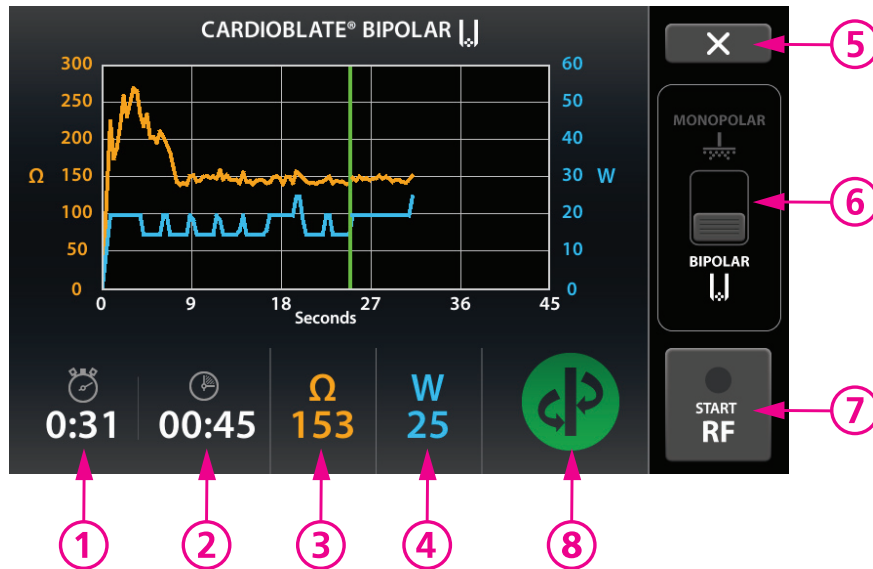 CARDIOBLATE® BIPOLAR
300 60
250 50
200 40
Ω 150 30 W
100 20
50 10
0 0
0 9 18 27 36 45
Seconds
0:31 00:45 Ω 153 W 25
MONOPOLAR
BIPOLAR
START
RF
1 2 3 4 8
5
6
7